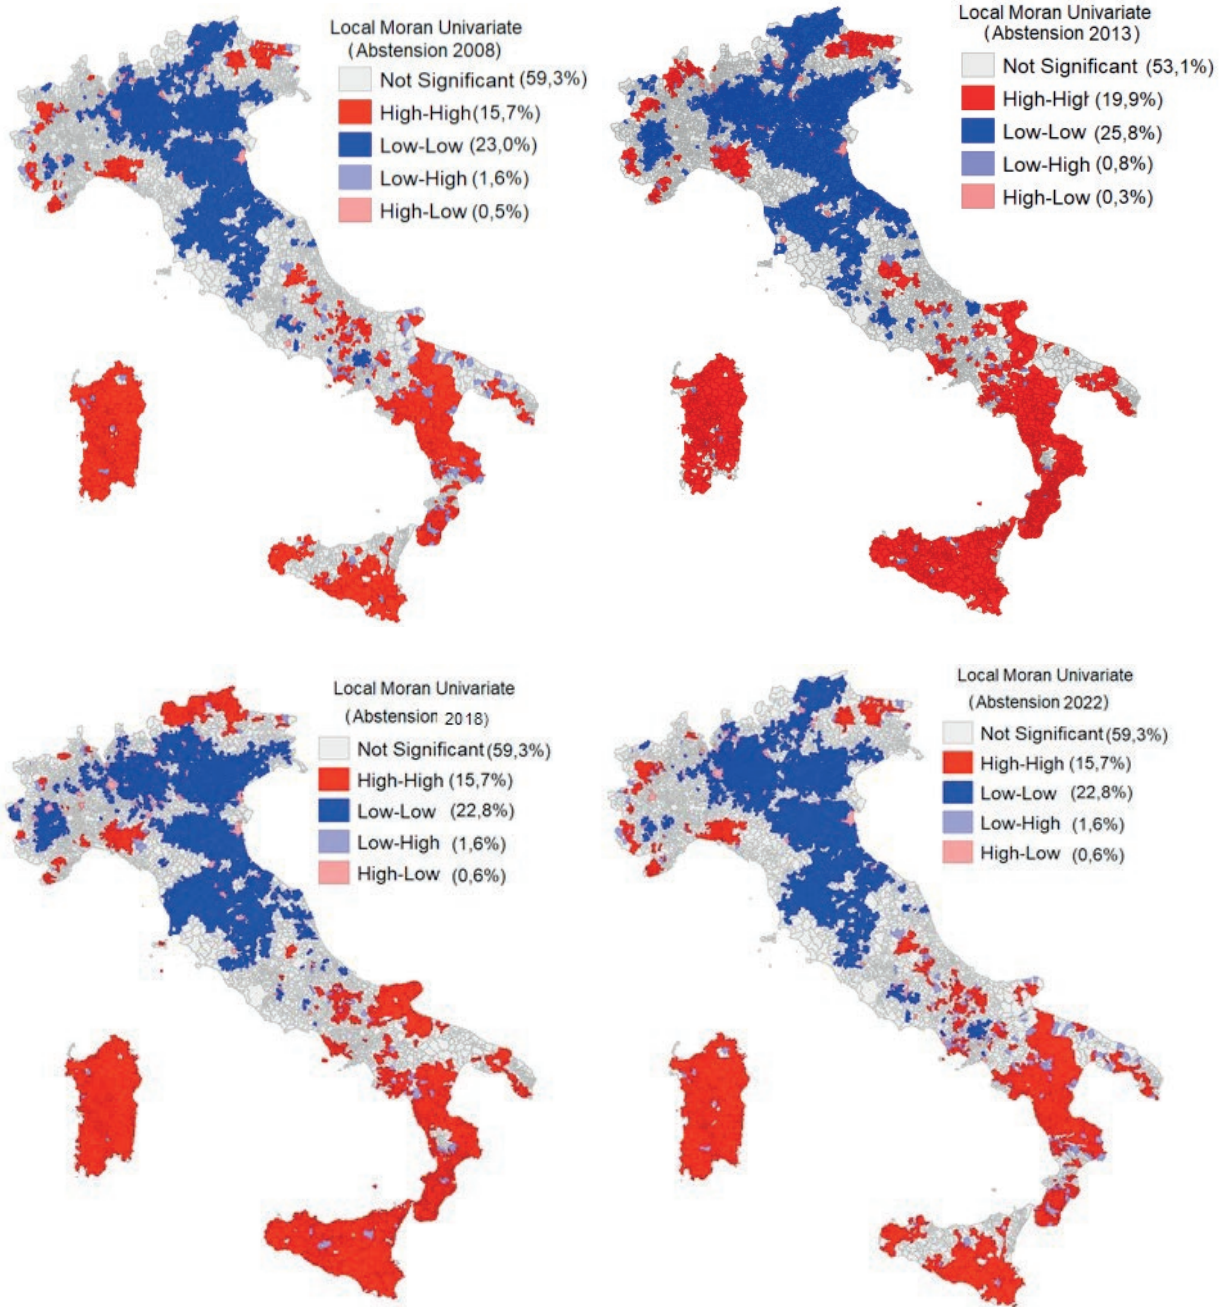 Local Moran Univariate
(Abstension 2008)
Not Significant (59,3%)
High-High (15,7%)
Low-Low (23,0%)
Low-High (1,6%)
High-Low (0,5%)
Local Moran Univariate
(Abstension 2013)
Not Significant (53,1%)
High-High (19,9%)
Low-Low (25,8%)
Low-High (0,8%)
High-Low (0,3%)
Local Moran Univariate
(Abstension 2018)
Not Significant (59,3%)
High-High (15,7%)
Low-Low (22,8%)
Low-High (1,6%)
High-Low (0,6%)
Local Moran Univariate
(Abstension 2022)
Not Significant (59,3%)
High-High (15,7%)
Low-Low (22,8%)
Low-High (1,6%)
High-Low (0,6%)